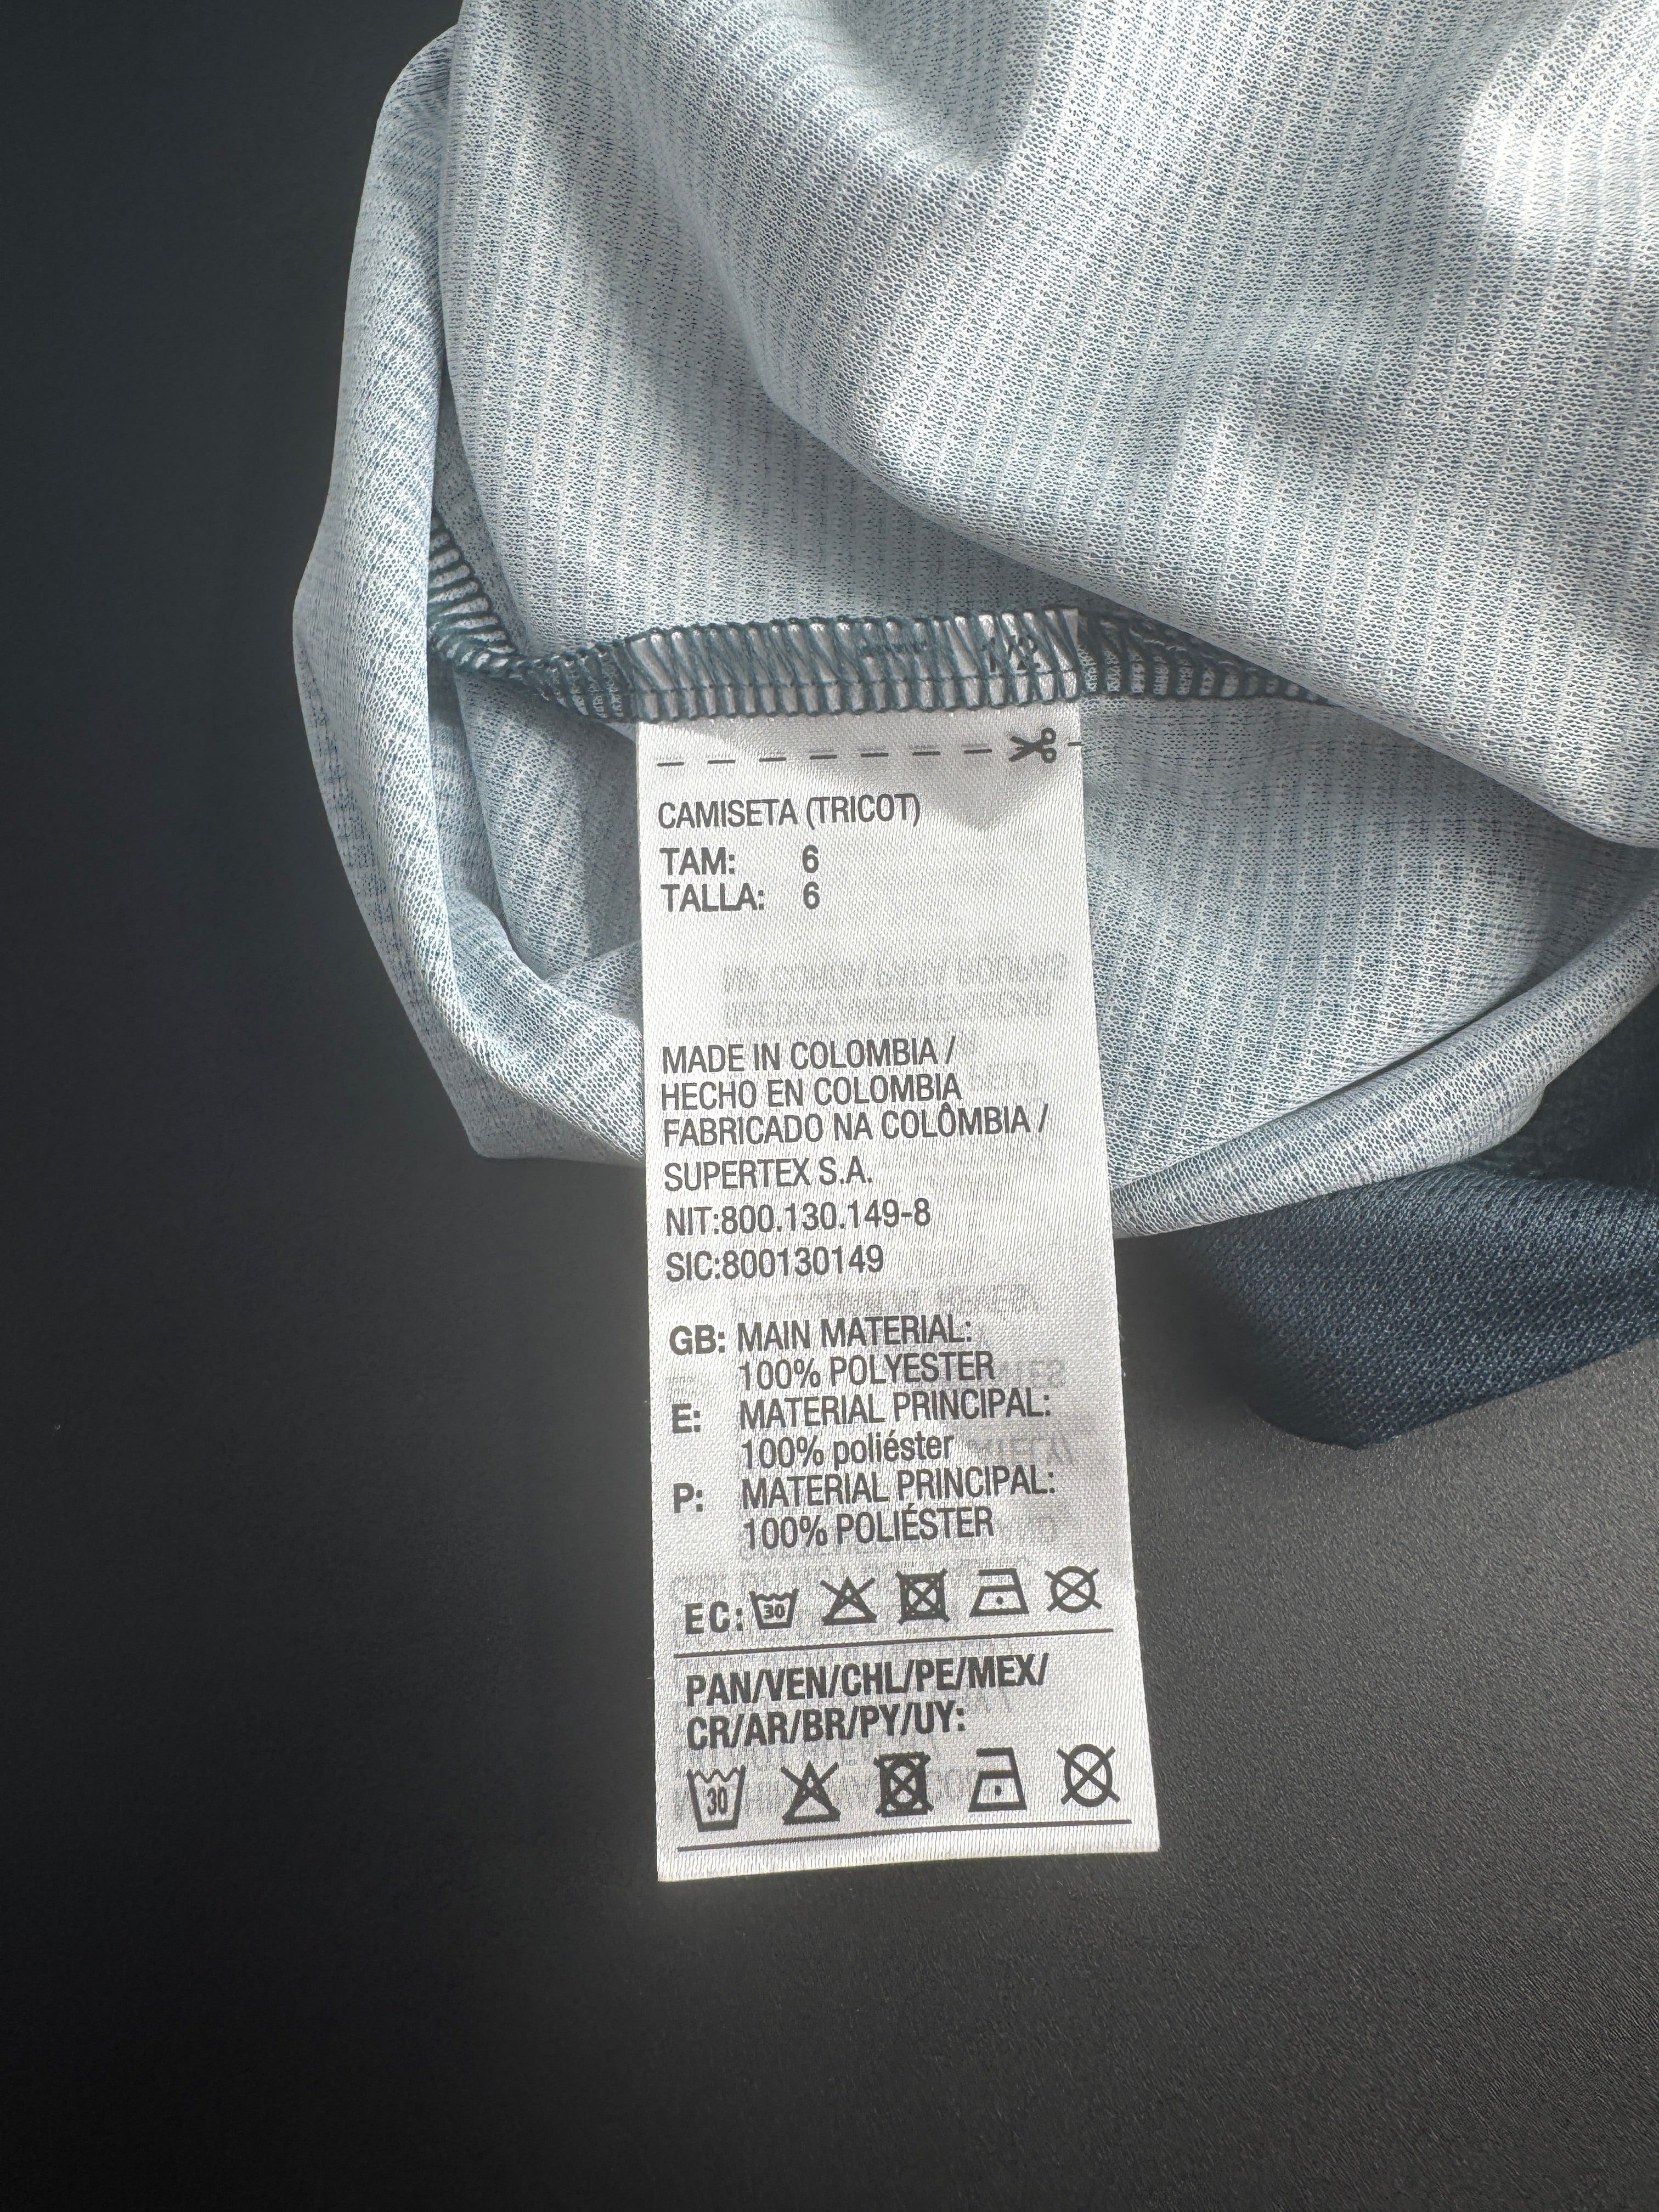 1/2
CAMISETA (TRICOT)
TAM: 6
TALLA: 6
MADE IN COLOMBIA /
HECHO EN COLOMBIA
FABRICADO NA COLÔMBIA /
SUPERTEX S.A.
NIT:800.130.149-8
SIC:800130149
GB: MAIN MATERIAL:
100% POLYESTER
E: MATERIAL PRINCIPAL:
100% poliéster
P: MATERIAL PRINCIPAL:
100% POLIÉSTER
EC: 30
PAN/VEN/CHL/PE/MEX/
CR/AR/BR/PY/UY:
30